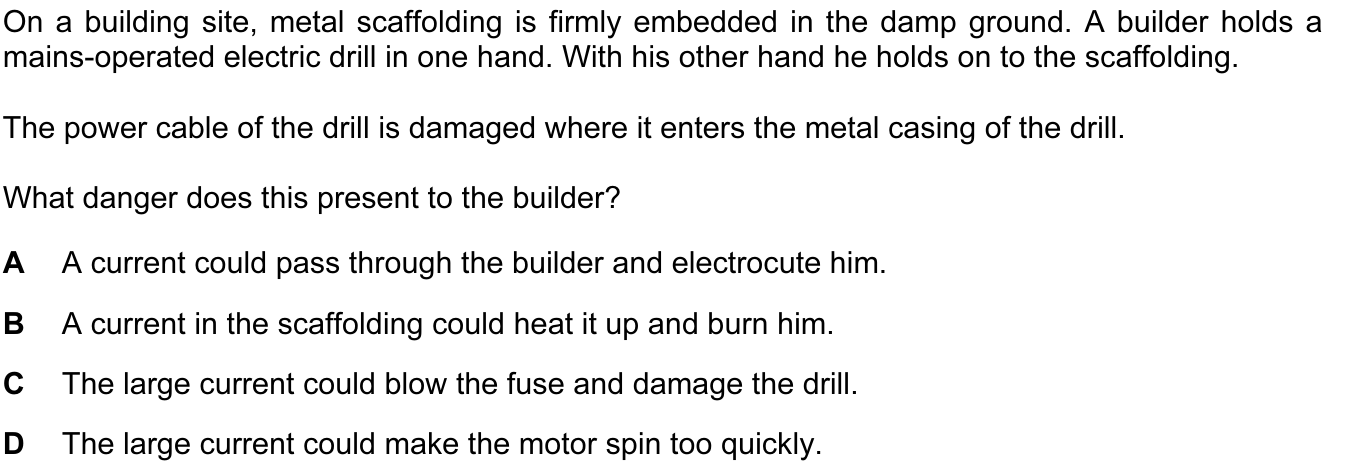 On a building site, metal scaffolding is firmly embedded in the damp ground. A builder holds a
mains-operated electric drill in one hand. With his other hand he holds on to the scaffolding.
The power cable of the drill is damaged where it enters the metal casing of the drill.
What danger does this present to the builder?
A A current could pass through the builder and electrocute him.
B A current in the scaffolding could heat it up and burn him.
C The large current could blow the fuse and damage the drill.
D The large current could make the motor spin too quickly.